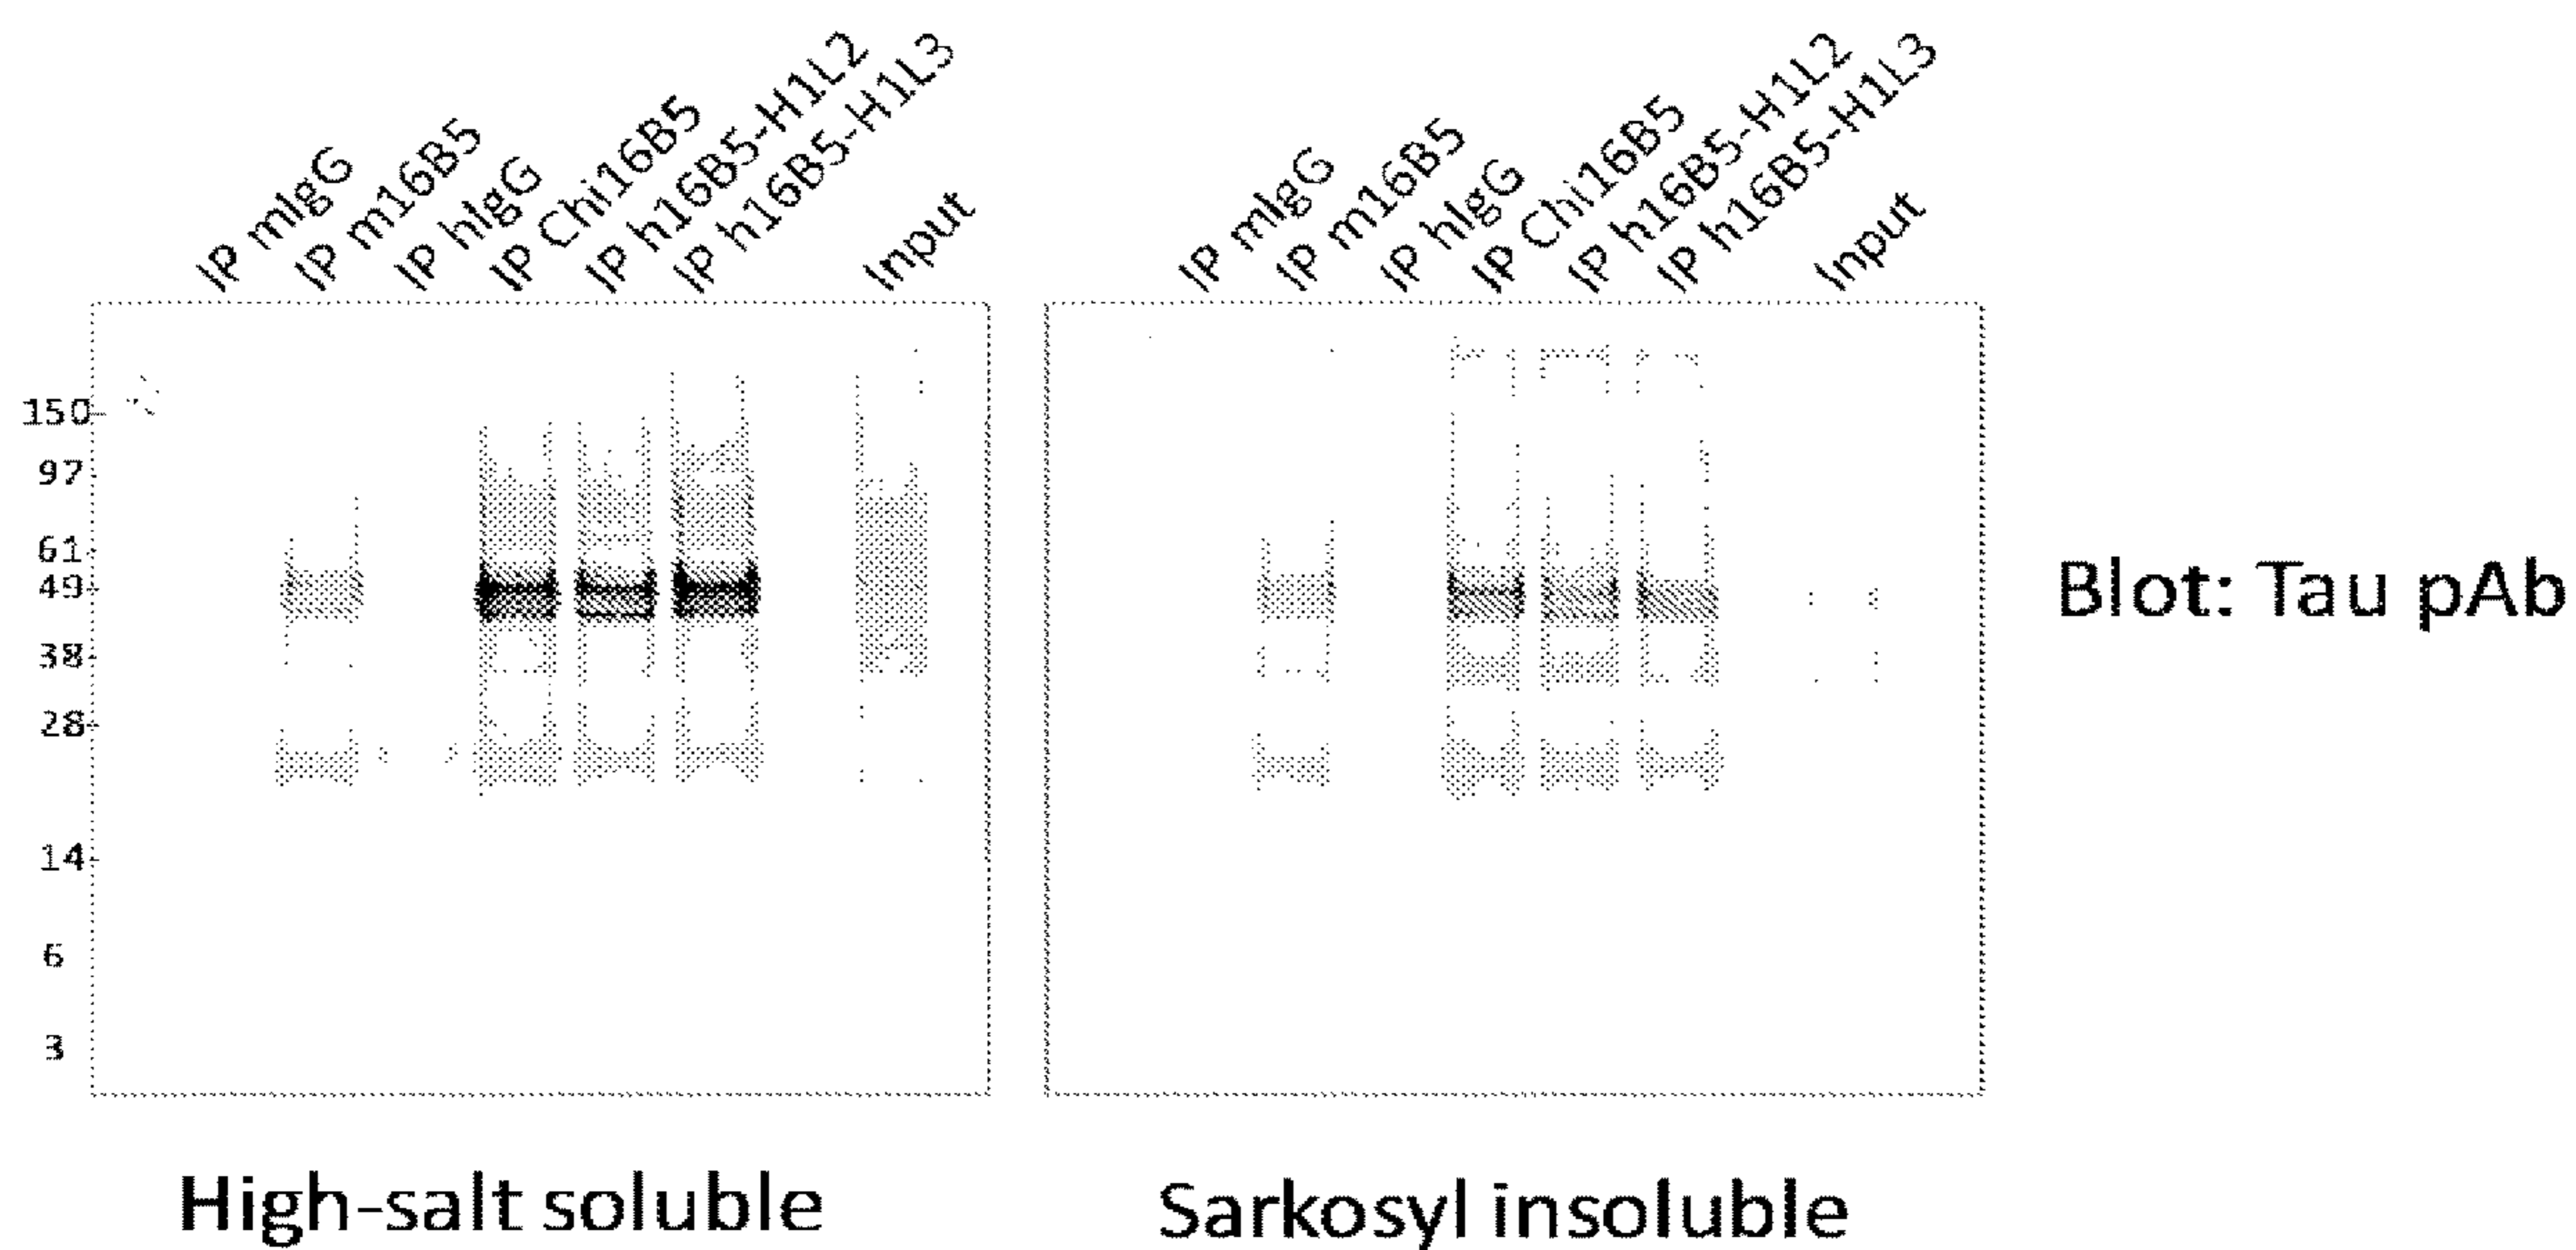 IP mIgG
IP m16B5
IP hIgG
IP Chi16B5
IP h16B5-H1L2
IP h16B5-H1L3
Input
IP mIgG
IP m16B5
IP hIgG
IP Chi16B5
IP h16B5-H1L2
IP h16B5-H1L3
Input
150
97
61
49
38
28
14
6
3
Blot: Tau pAb
High-salt soluble
Sarkosyl insoluble